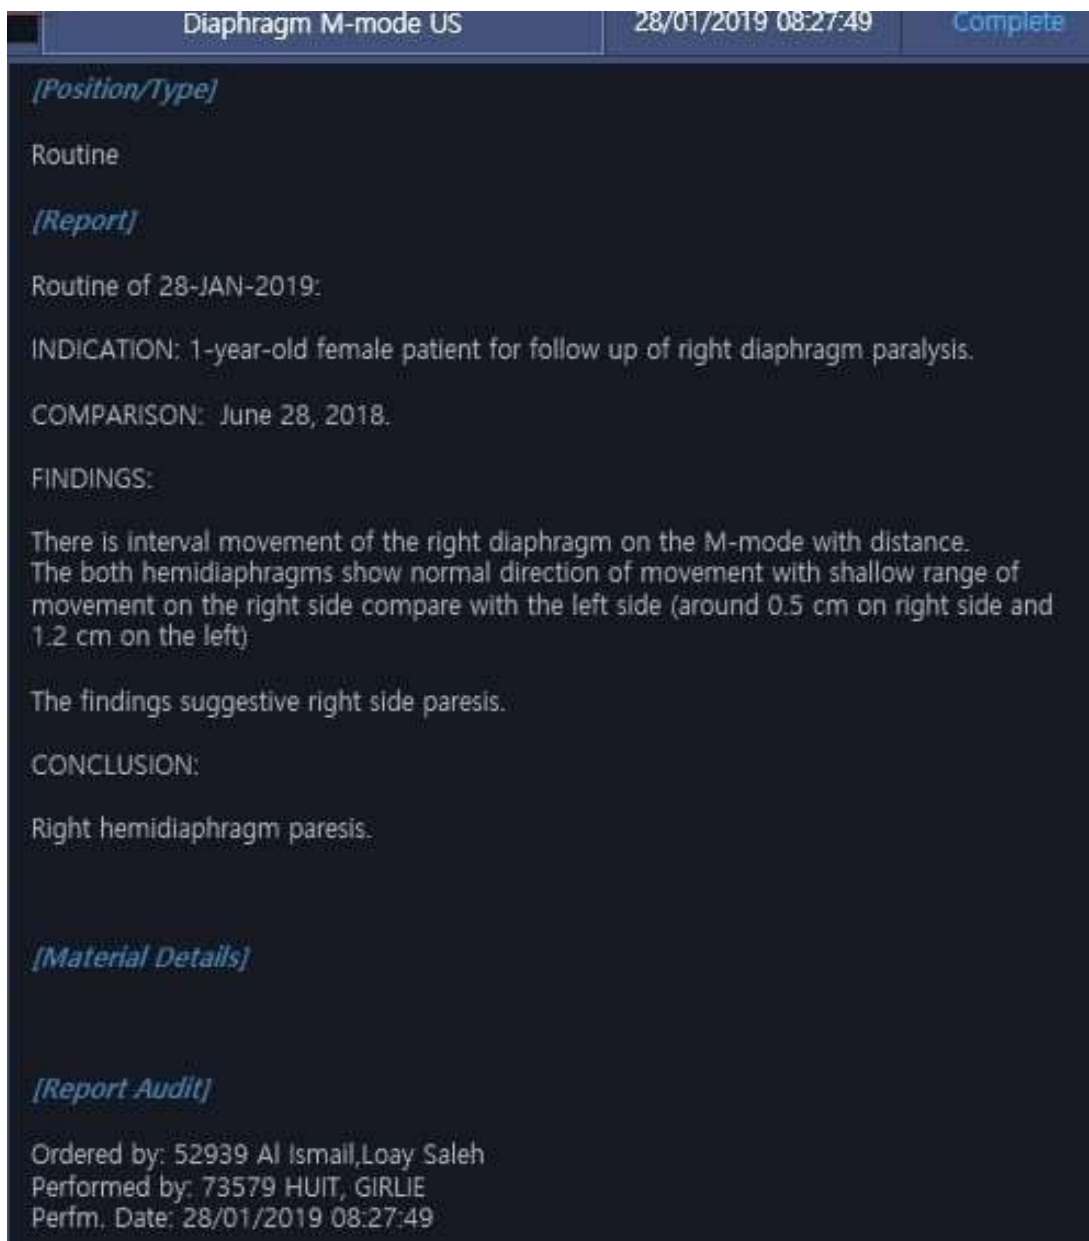 Diaphragm M-mode US 28/01/2019 08:27:49 Complete
[Position/Type]
Routine
[Report]
Routine of 28-JAN-2019:
INDICATION: 1-year-old female patient for follow up of right diaphragm paralysis.
COMPARISON:  June 28, 2018.
FINDINGS:
There is interval movement of the right diaphragm on the M-mode with distance.
The both hemidiaphragms show normal direction of movement with shallow range of
movement on the right side compare with the left side (around 0.5 cm on right side and
1.2 cm on the left)
The findings suggestive right side paresis.
CONCLUSION:
Right hemidiaphragm paresis.
[Material Details]
[Report Audit]
Ordered by: 52939 Al Ismail,Loay Saleh
Performed by: 73579 HUIT, GIRLIE
Perfm. Date: 28/01/2019 08:27:49